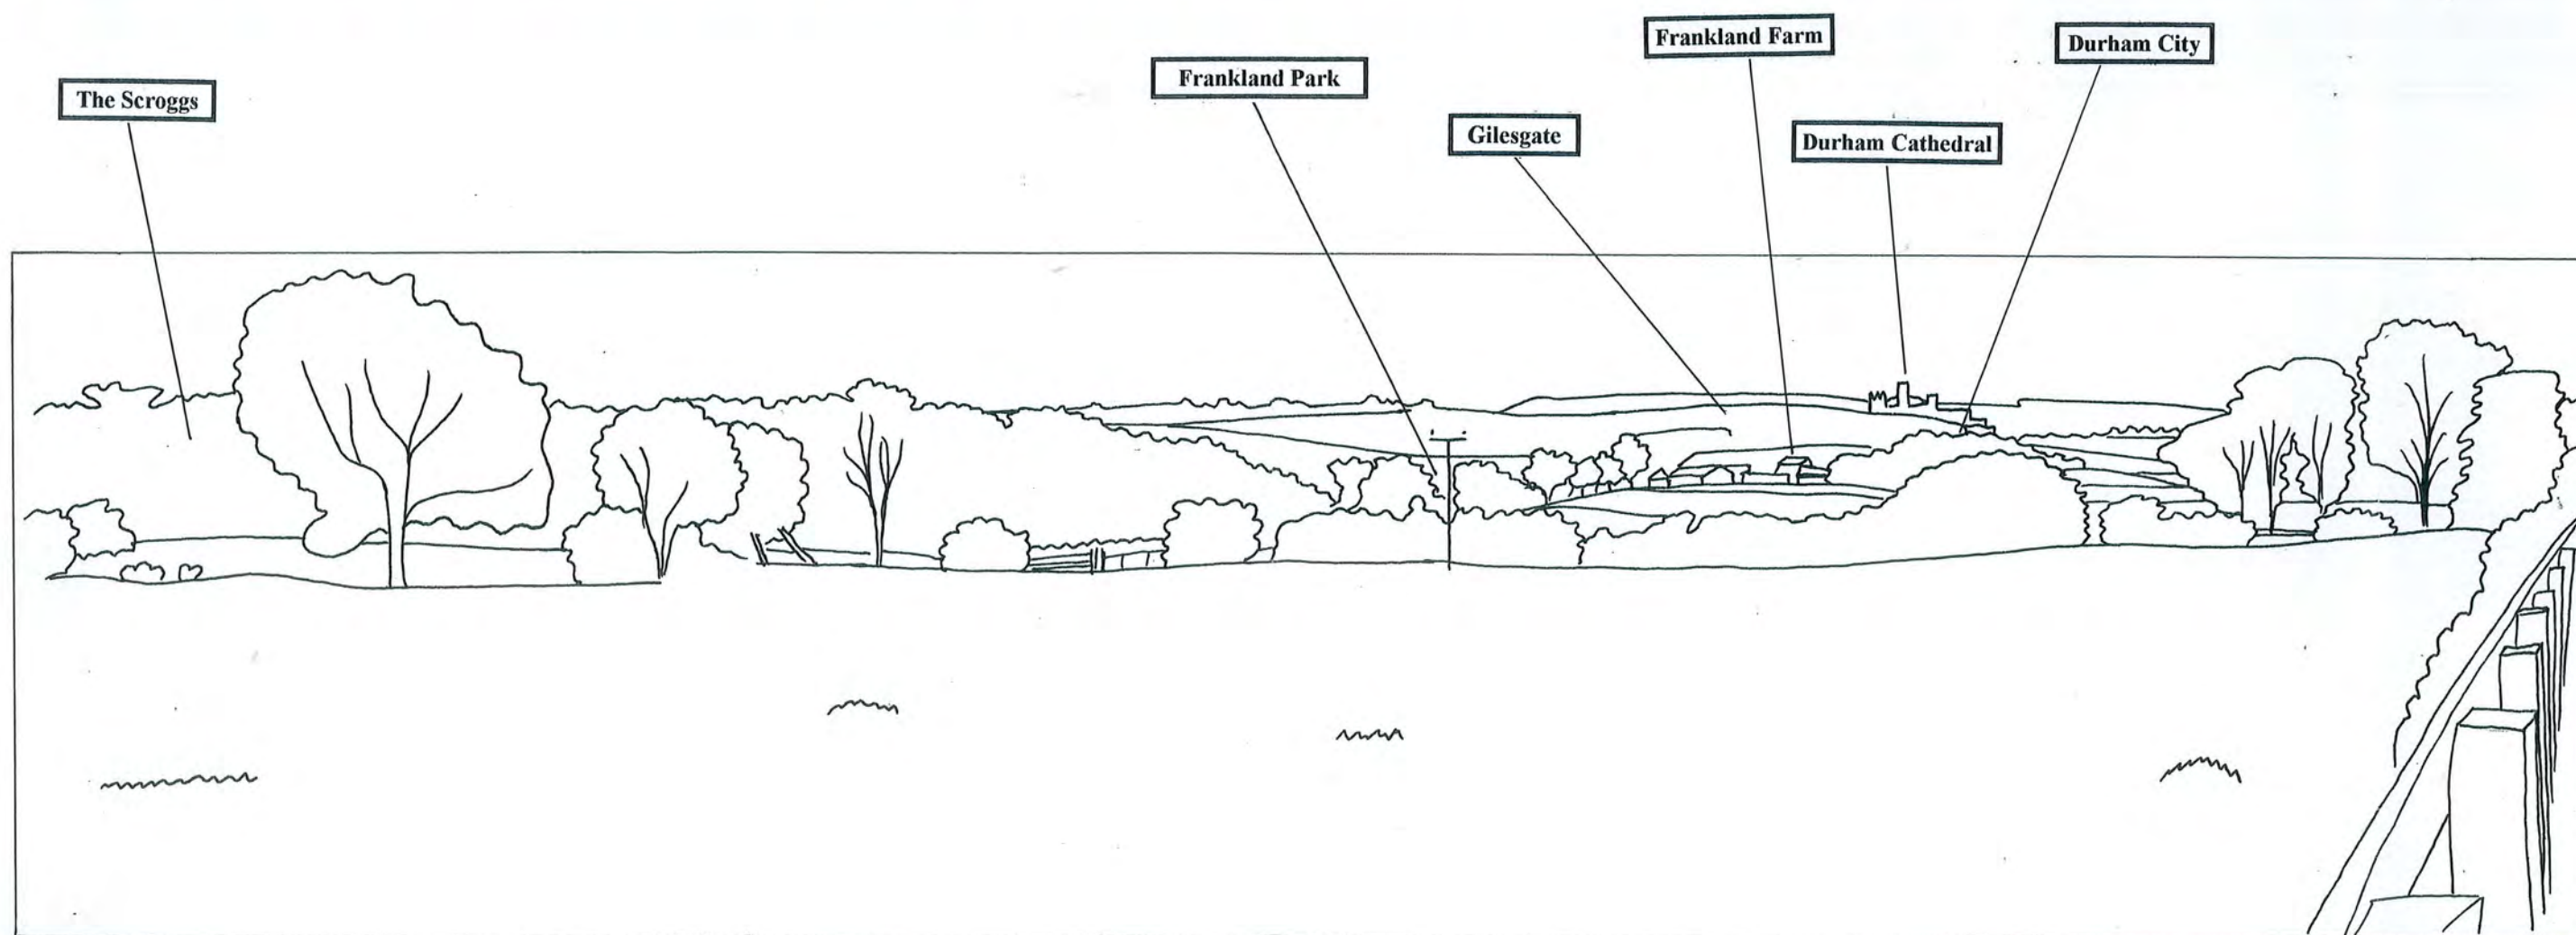 The Scroggs
Frankland Park
Gilesgate
Frankland Farm
Durham Cathedral
Durham City